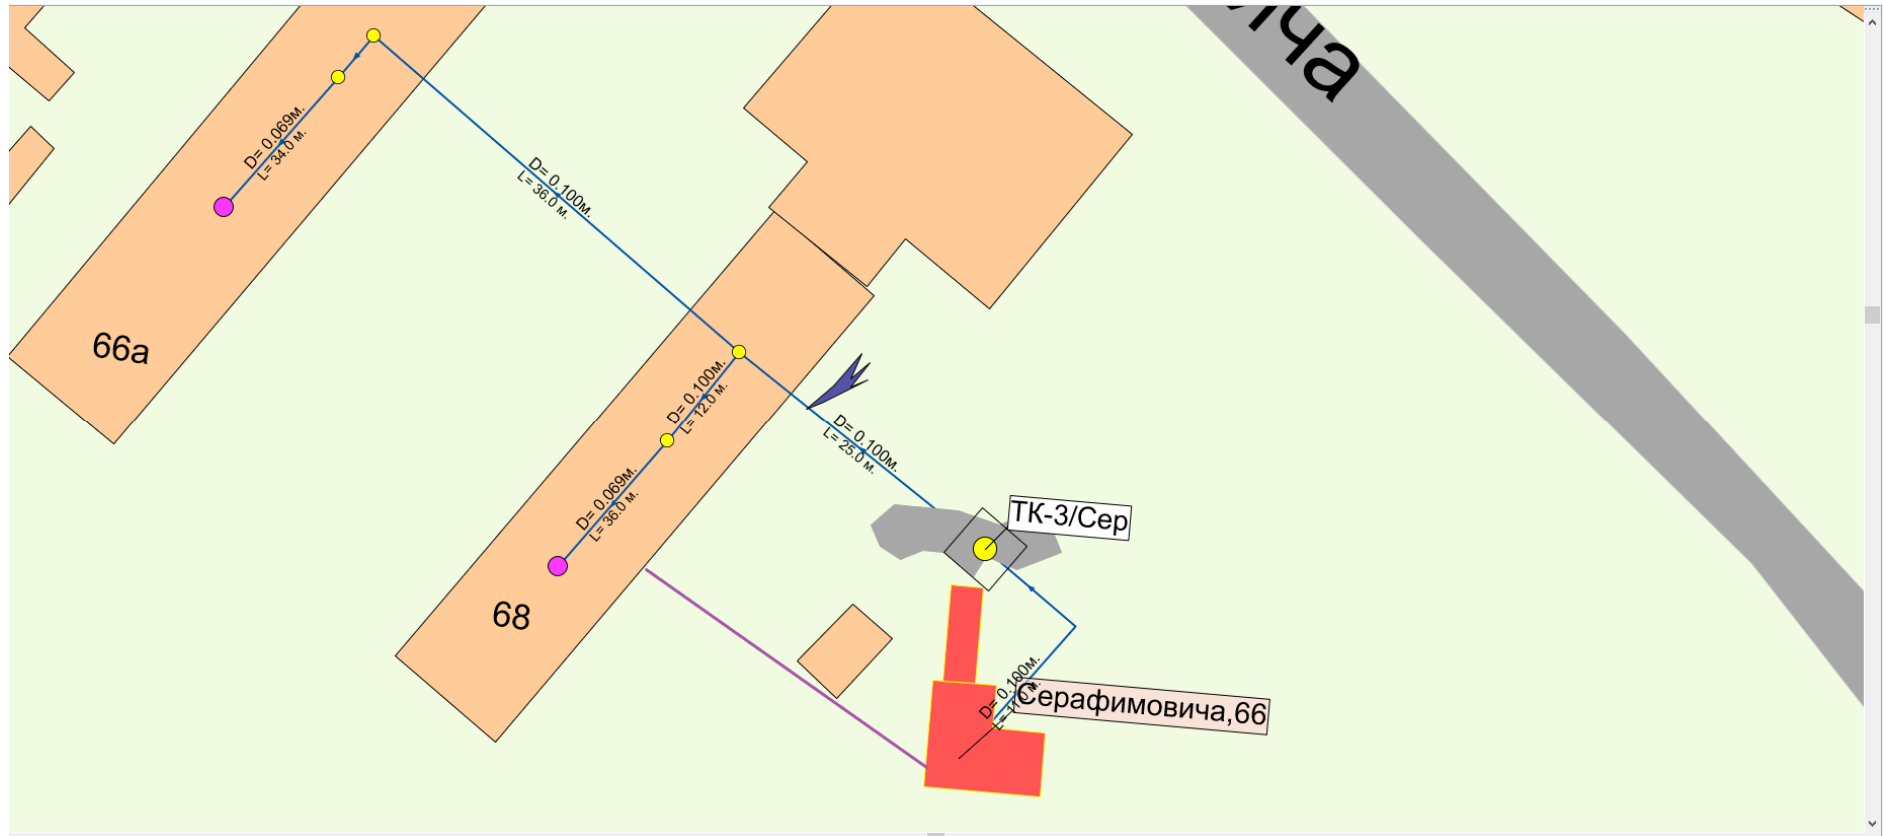 ича
D= 0.069м.
L= 34.0 м.
D= 0.100м.
L= 36.0 м.
66а
D= 0.100м.
L= 12.0 м.
D= 0.100м.
L= 25.0 м.
D= 0.069м.
L= 36.0 м.
ТК-3/Сер
68
D= 0.100м.
Серафимовича,66